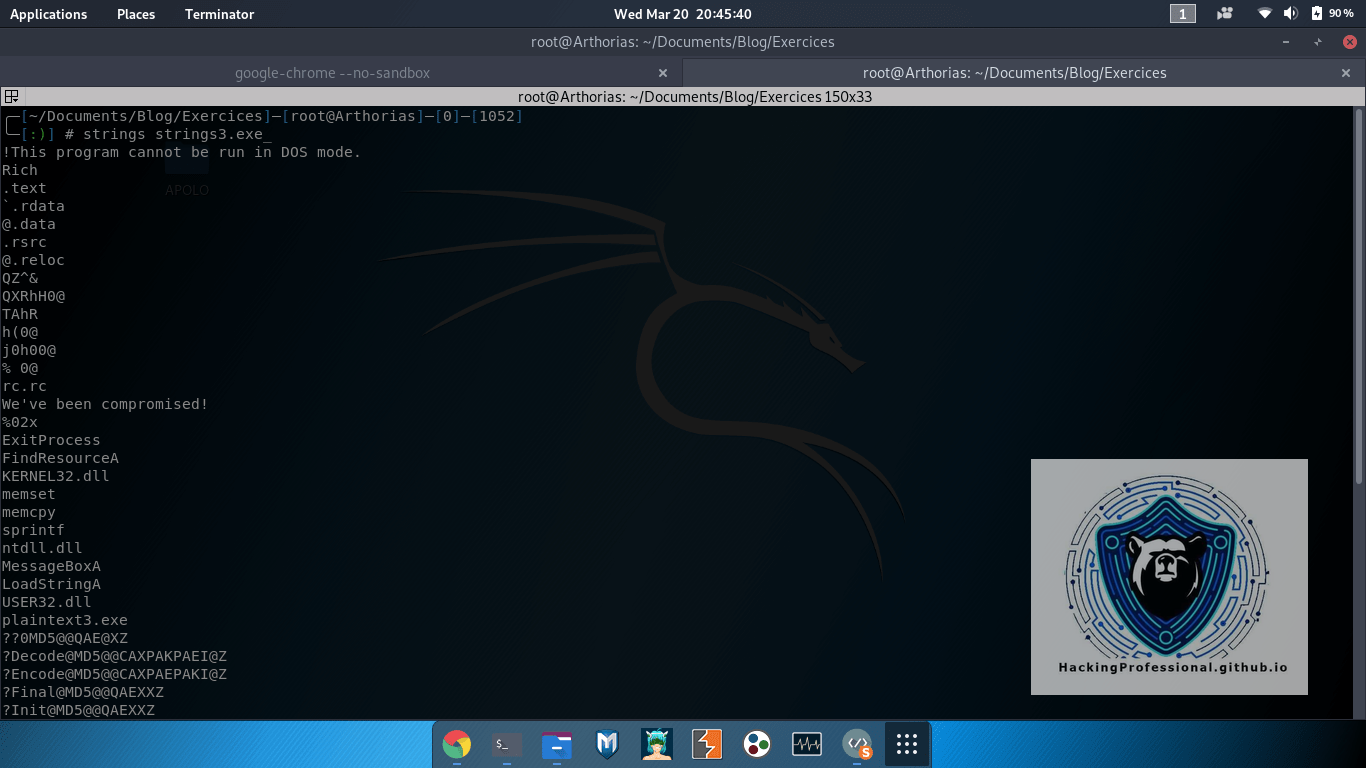 Applications Places Terminator Wed Mar 20 20:45:40 1 90 %
root@Arthorias: ~/Documents/Blog/Exercices
google-chrome --no-sandbox × root@Arthorias: ~/Documents/Blog/Exercices ×
root@Arthorias: ~/Documents/Blog/Exercices 150x33
┌─[~/Documents/Blog/Exercices]─[root@Arthorias]─[0]─[1052]
└─[:)] # strings strings3.exe_
!This program cannot be run in DOS mode.
Rich
.text
APOLO
`.rdata
@.data
.rsrc
@.reloc
QZ^&
QXRhH0@
TAhR
h(0@
j0h00@
% 0@
rc.rc
We've been compromised!
%02x
ExitProcess
FindResourceA
KERNEL32.dll
memset
memcpy
sprintf
ntdll.dll
MessageBoxA
LoadStringA
USER32.dll
plaintext3.exe
??0MD5@@QAE@XZ
?Decode@MD5@@CAXPAKPAEI@Z
?Encode@MD5@@CAXPAEPAKI@Z
?Final@MD5@@QAEXXZ
?Init@MD5@@QAEXXZ
HackingProfessional.github.io